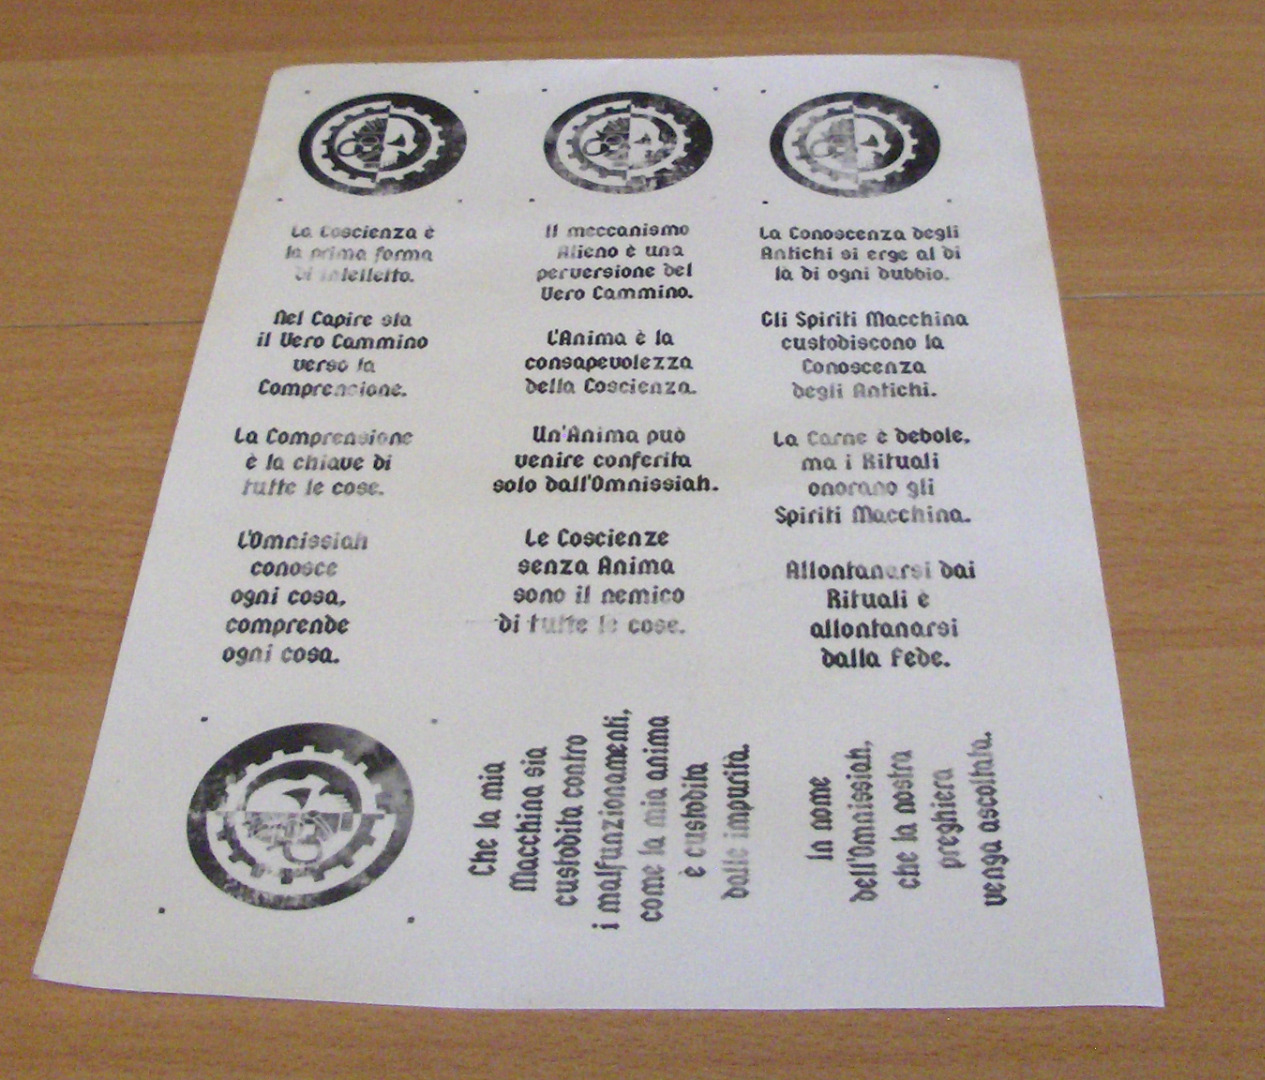 La Coscienza è
la prima forma
di intelletto.
Nel Capire sta
il Vero Cammino
verso la
Comprensione.
La Comprensione
è la chiave di
tutte le cose.
L'Omnissiah
conosce
ogni cosa,
comprende
ogni cosa.
Il meccanismo
Alieno è una
perversione del
Vero Cammino.
L'Anima è la
consapevolezza
della Coscienza.
Un'Anima può
venire conferita
solo dall'Omnissiah.
Le Coscienze
senza Anima
sono il nemico
di tutte le cose.
La Conoscenza degli
Antichi si erge al di
là di ogni dubbio.
Gli Spiriti Macchina
custodiscono la
Conoscenza
degli Antichi.
La Carne è debole,
ma i Rituali
onorano gli
Spiriti Macchina.
Allontanarsi dai
Rituali è
allontanarsi
dalla Fede.
Che la mia
Macchina sia
custodita contro
i malfunzionamenti,
come la mia anima
è custodita
dalle impurità.
In nome
dell'Omnissiah,
che la nostra
preghiera
venga ascoltata.